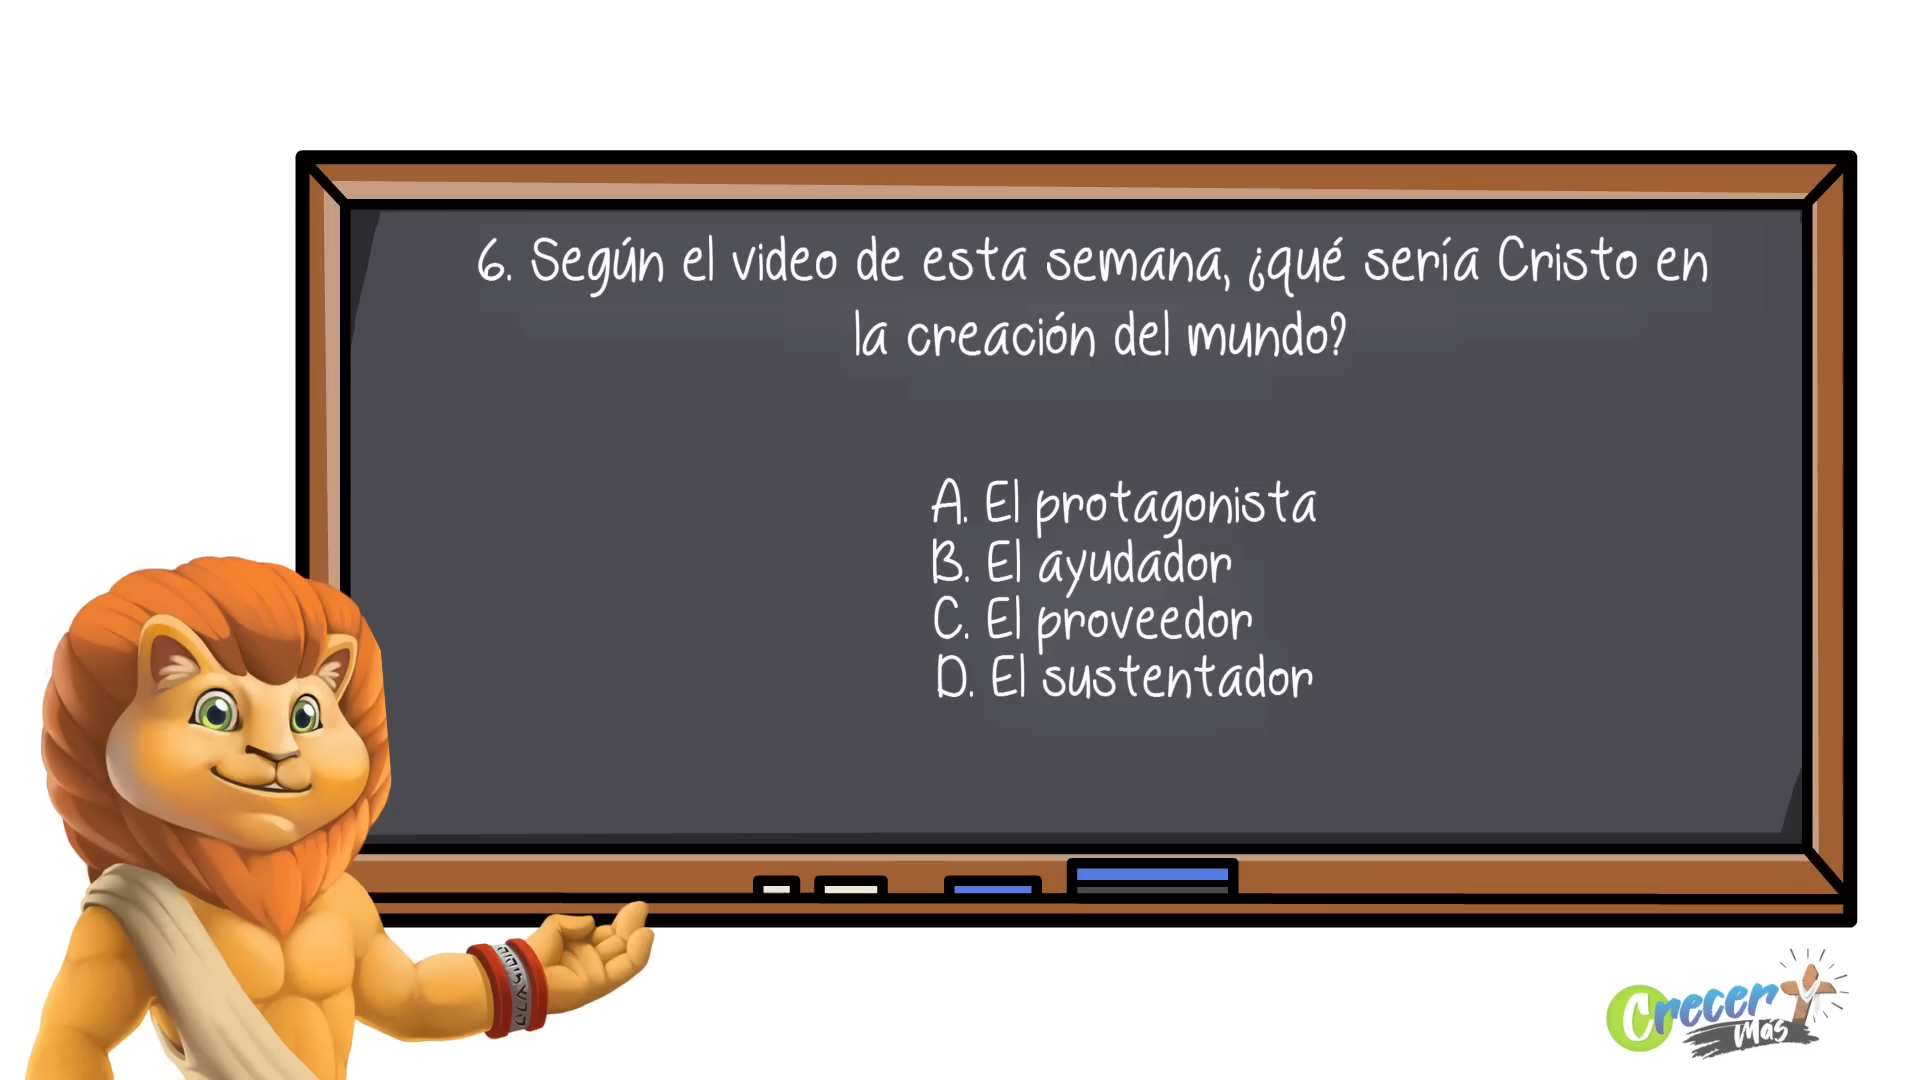 6. Según el video de esta semana, ¿qué sería Cristo en
la creación del mundo?
A. El protagonista
B. El ayudador
C. El proveedor
D. El sustentador
Crecer
Más